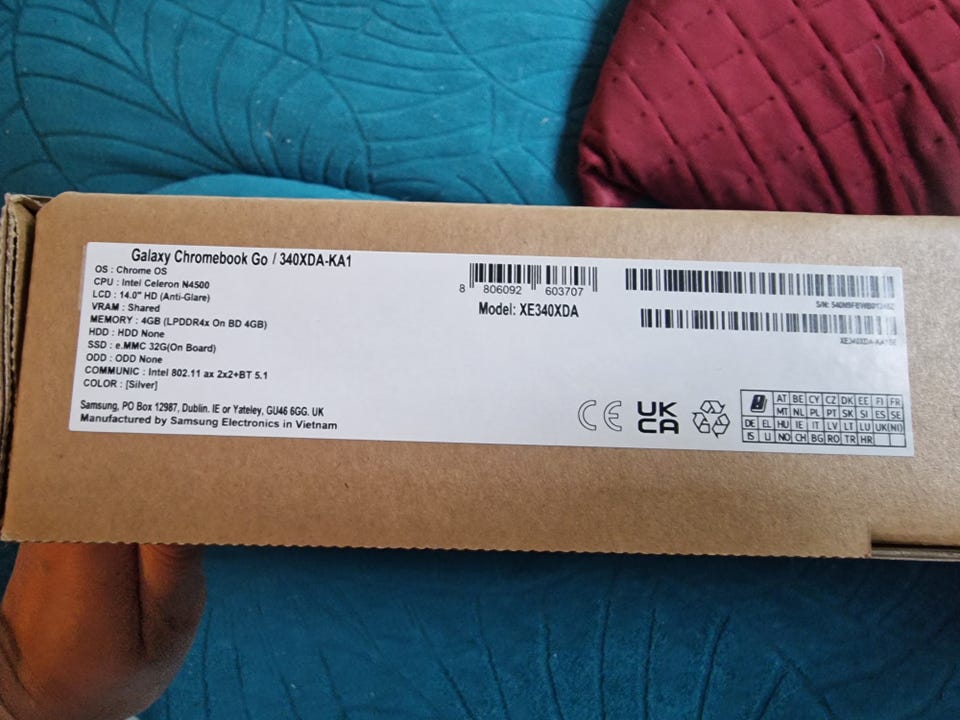 Galaxy Chromebook Go / 340XDA-KA1
OS : Chrome OS
CPU : Intel Celeron N4500
LCD : 14.0" HD (Anti-Glare)
VRAM : Shared
MEMORY : 4GB (LPDDR4x On BD 4GB)
HDD : HDD None
SSD : e.MMC 32G(On Board)
ODD : ODD None
COMMUNIC : Intel 802.11 ax 2x2+BT 5.1
COLOR : [Silver]
Samsung, PO Box 12987, Dublin. IE or Yateley, GU46 6GG. UK
Manufactured by Samsung Electronics in Vietnam
8 806092 603707
Model: XE340XDA
S/N:
CE
UK
CA
AT BE CY CZ DK EE FI FR
MT NL PL PT SK SI ES SE
DE EL HU IE IT LV LT LU UK(NI)
IS LI NO CH BG RO TR HR